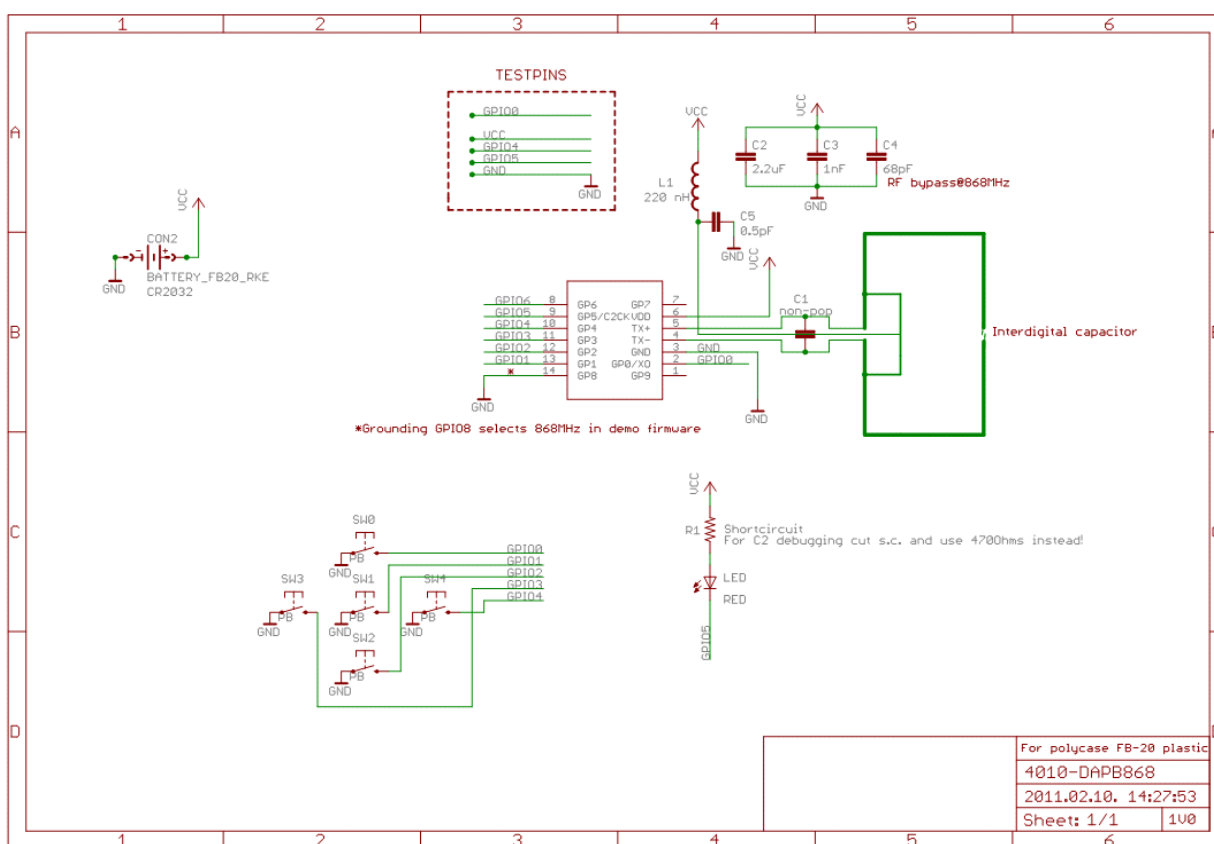 1 2 3 4 5 6
A
TESTPINS
GPIO0
VCC
GPIO4
GPIO5
GND
GND
VCC
L1
220 nH
C5
0.5pF
GND
VCC
C2
2.2uF
C3
1nF
C4
68pF
RF bypass@868MHz
GND
VCC
CON2
- +
BATTERY_FB20_RKE
CR2032
GND
B
GPIO6 8 GP6 GP7 7
GPIO5 9 GP5/C2CK VDD 6
GPIO4 10 GP4 TX+ 5
GPIO3 11 GP3 TX- 4
GPIO2 12 GP2 GND 3 GND
GPIO1 13 GP1 GP0/XO 2 GPIO0
* 14 GP8 GP9 1
GND
VCC
GND
C1
non-pop
Interdigital capacitor
*Grounding GPIO8 selects 868MHz in demo firmware
C
VCC
R1
Shortcircuit
For C2 debugging cut s.c. and use 470Ohms instead!
LED
RED
GPIO5
SW0
PB
GND
SW3
PB
GND
SW1
PB
GND
SW4
PB
GND
SW2
PB
GND
GPIO0
GPIO1
GPIO2
GPIO3
GPIO4
D
For polycase FB-20 plastic
4010-DAPB868
2011.02.10. 14:27:53
Sheet: 1/1 1V0
1 2 3 4 5 6